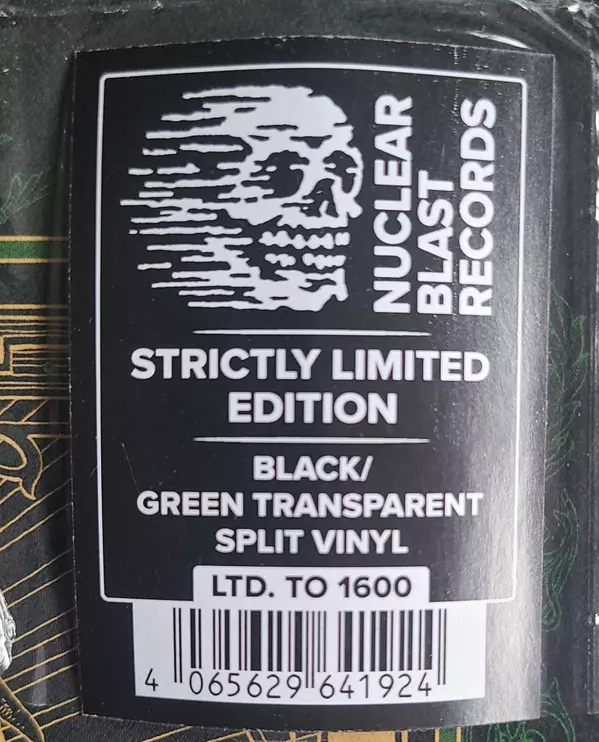 NUCLEAR
BLAST
RECORDS
STRICTLY LIMITED
EDITION
BLACK/
GREEN TRANSPARENT
SPLIT VINYL
LTD. TO 1600
4 065629 641924